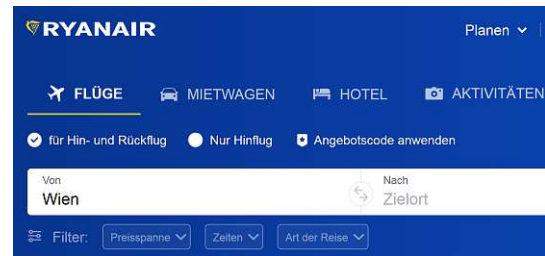 RYANAIR Planen
FLÜGE MIETWAGEN HOTEL AKTIVITÄTEN
für Hin- und Rückflug Nur Hinflug Angebotscode anwenden
Von Nach
Wien Zielort
Filter: Preisspanne Zeiten Art der Reise